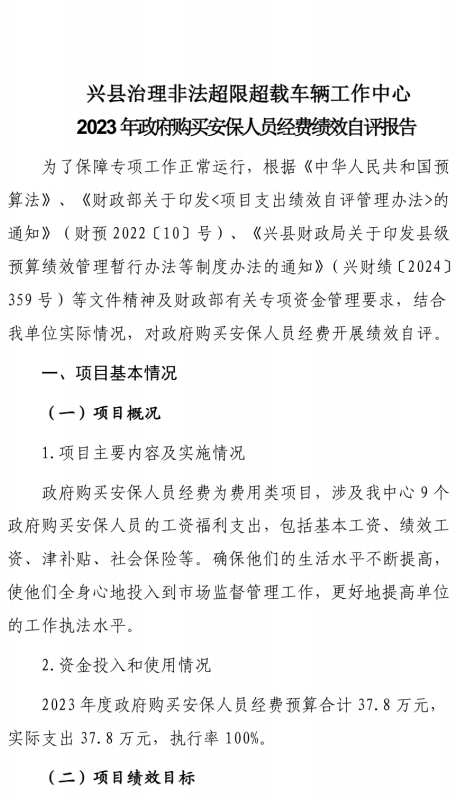 兴县治理非法超限超载车辆工作中心
2023年政府购买安保人员经费绩效自评报告
为了保障专项工作正常运行，根据《中华人民共和国预
算法》、《财政部关于印发<项目支出绩效自评管理办法>的
通知》（财预2022〔10〕号）、《兴县财政局关于印发县级
预算绩效管理暂行办法等制度办法的通知》（兴财绩〔2024〕
359号）等文件精神及财政部有关专项资金管理要求，结合
我单位实际情况，对政府购买安保人员经费开展绩效自评。
一、项目基本情况
（一）项目概况
1.项目主要内容及实施情况
政府购买安保人员经费为费用类项目，涉及我中心9个
政府购买安保人员的工资福利支出，包括基本工资、绩效工
资、津补贴、社会保险等。确保他们的生活水平不断提高，
使他们全身心地投入到市场监督管理工作，更好地提高单位
的工作执法水平。
2.资金投入和使用情况
2023年度政府购买安保人员经费预算合计37.8万元，
实际支出37.8万元，执行率100%。
（二）项目绩效目标